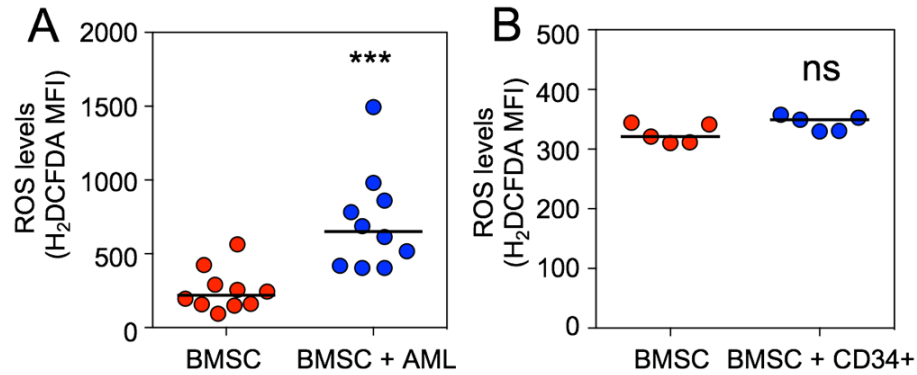 A
ROS levels
(H₂DCFDA MFI)
2000
1500
1000
500
0
***
BMSC
BMSC + AML
B
ROS levels
(H₂DCFDA MFI)
500
400
300
200
100
0
ns
BMSC
BMSC + CD34+